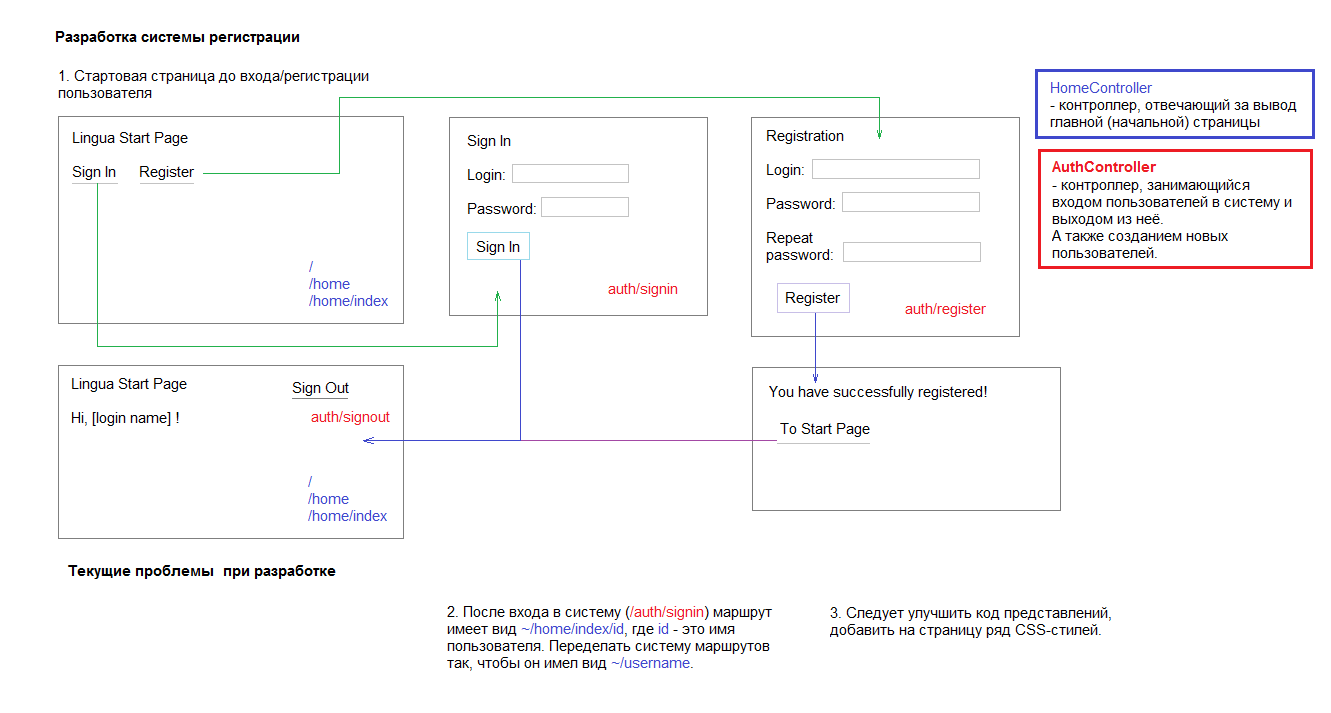 Разработка системы регистрации
1. Стартовая страница до входа/регистрации
пользователя
Lingua Start Page
Sign In Register
/
/home
/home/index
Sign In
Login:
Password:
Sign In
auth/signin
Registration
Login:
Password:
Repeat
password:
Register
auth/register
HomeController
- контроллер, отвечающий за вывод
главной (начальной) страницы
AuthController
- контроллер, занимающийся
входом пользователей в систему и
выходом из неё.
А также созданием новых
пользователей.
Lingua Start Page
Sign Out
Hi, [login name] !
auth/signout
/
/home
/home/index
You have successfully registered!
To Start Page
Текущие проблемы при разработке
2. После входа в систему (/auth/signin) маршрут
имеет вид ~/home/index/id, где id - это имя
пользователя. Переделать систему маршрутов
так, чтобы он имел вид ~/username.
3. Следует улучшить код представлений,
добавить на страницу ряд CSS-стилей.